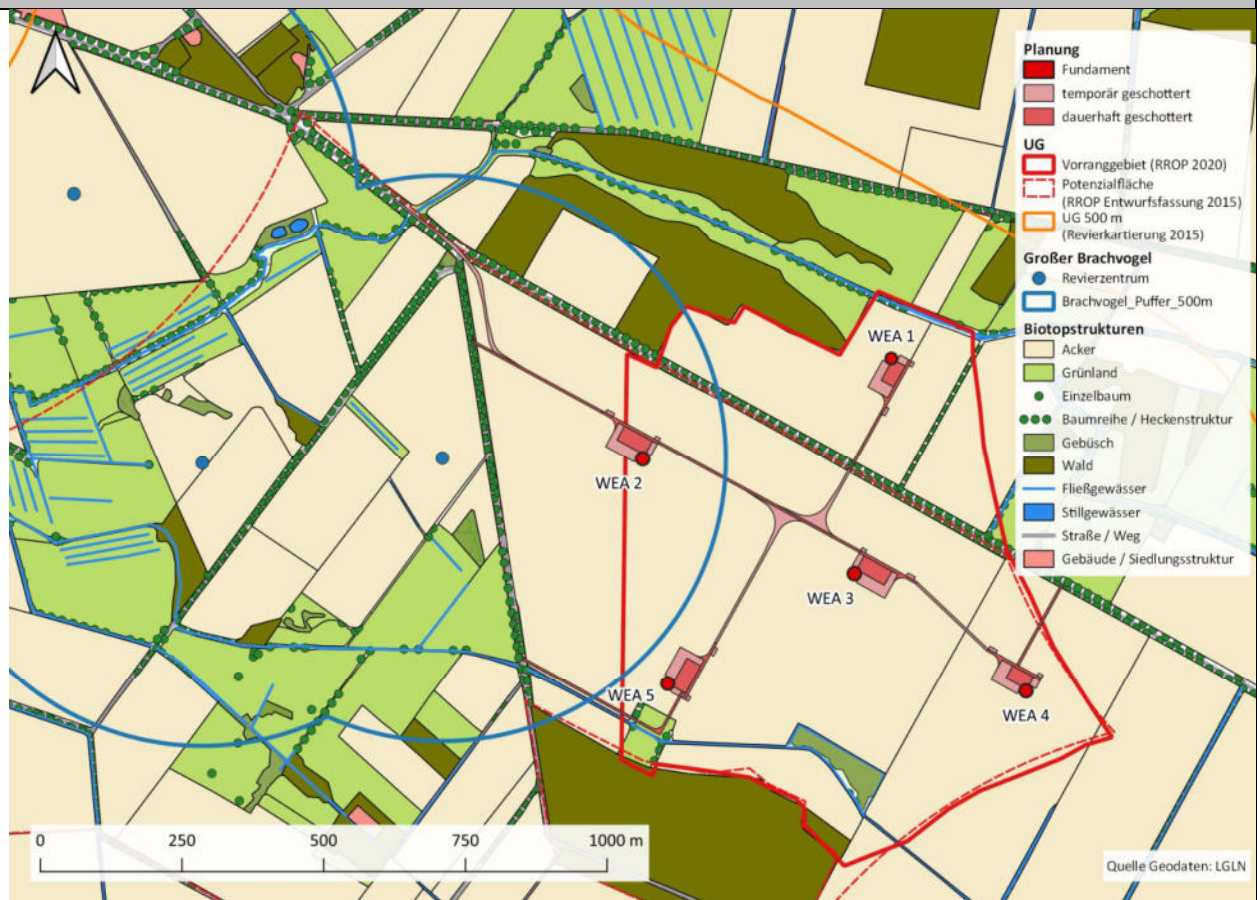 Planung
Fundament
temporär geschottert
dauerhaft geschottert
UG
Vorranggebiet (RROP 2020)
Potenzialfläche
(RROP Entwurfsfassung 2015)
UG 500 m
(Revierkartierung 2015)
Großer Brachvogel
Revierzentrum
Brachvogel_Puffer_500m
Biotopstrukturen
Acker
Grünland
Einzelbaum
Baumreihe / Heckenstruktur
Gebüsch
Wald
Fließgewässer
Stillgewässer
Straße / Weg
Gebäude / Siedlungsstruktur
WEA 1
WEA 2
WEA 3
WEA 5
WEA 4
0 250 500 750 1000 m
Quelle Geodaten: LGLN